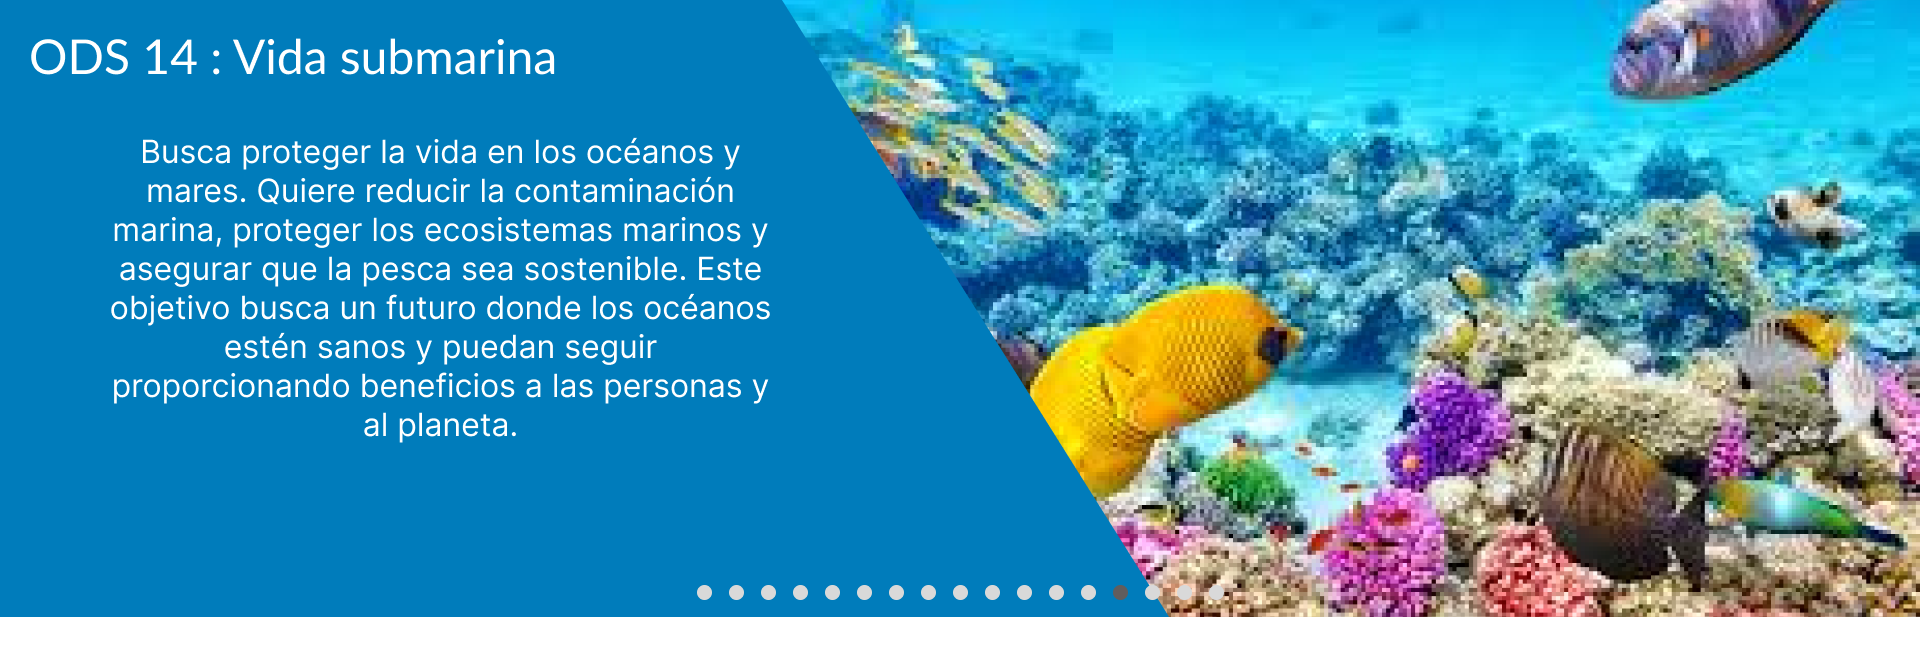 ODS 14 : Vida submarina
Busca proteger la vida en los océanos y
mares. Quiere reducir la contaminación
marina, proteger los ecosistemas marinos y
asegurar que la pesca sea sostenible. Este
objetivo busca un futuro donde los océanos
estén sanos y puedan seguir
proporcionando beneficios a las personas y
al planeta.